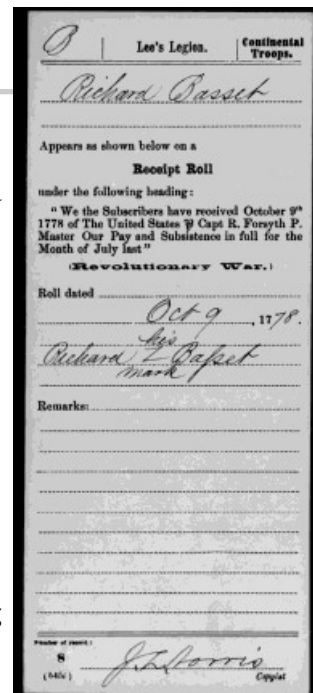 B
Lee's Legion.
Continental
Troops.
Richard Basset
Appears as shown below on a
Receipt Roll
under the following heading:
"We the Subscribers have received October 9th
1778 of The United States ⅌ Capt R. Forsyth P.
Master Our Pay and Subsistence in full for the
Month of July last"
(Revolutionary War.)
Roll dated
Oct 9, 1778.
his
Richard Baſset
mark
Remarks:
Number of record:
8
Copyist